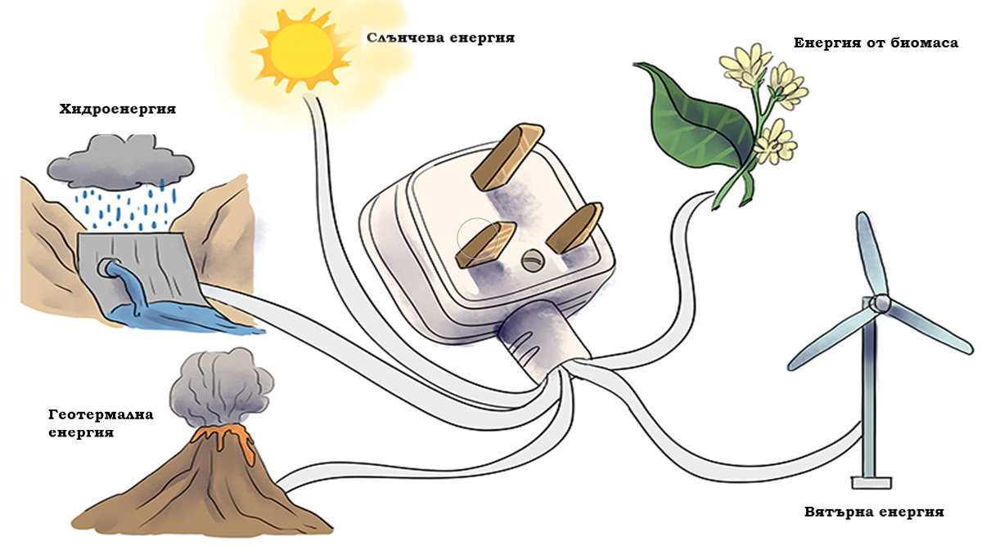 Слънчева енергия
Енергия от биомаса
Хидроенергия
Геотермална
енергия
Вятърна енергия